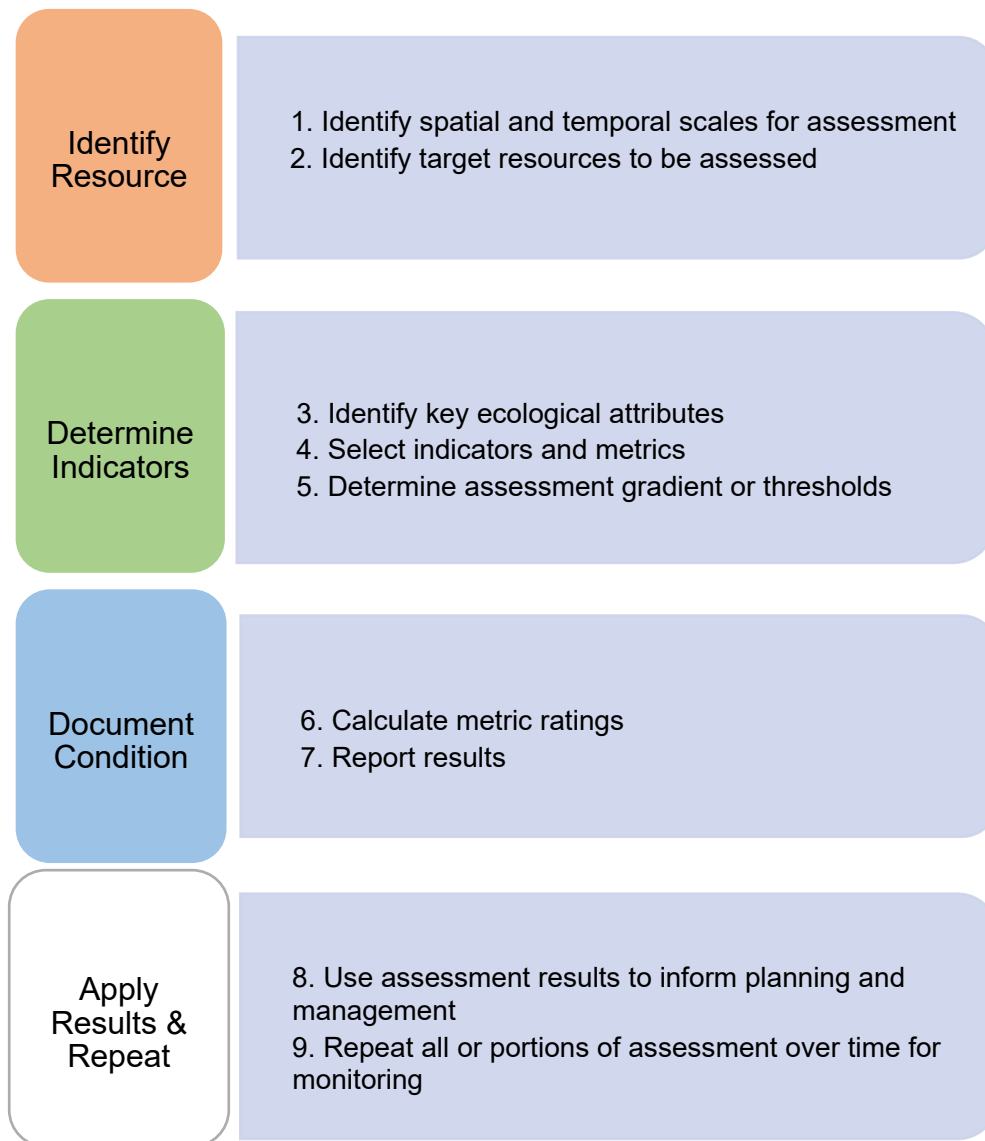 Identify
Resource
1. Identify spatial and temporal scales for assessment
2. Identify target resources to be assessed
Determine
Indicators
3. Identify key ecological attributes
4. Select indicators and metrics
5. Determine assessment gradient or thresholds
Document
Condition
6. Calculate metric ratings
7. Report results
Apply
Results &
Repeat
8. Use assessment results to inform planning and
management
9. Repeat all or portions of assessment over time for
monitoring